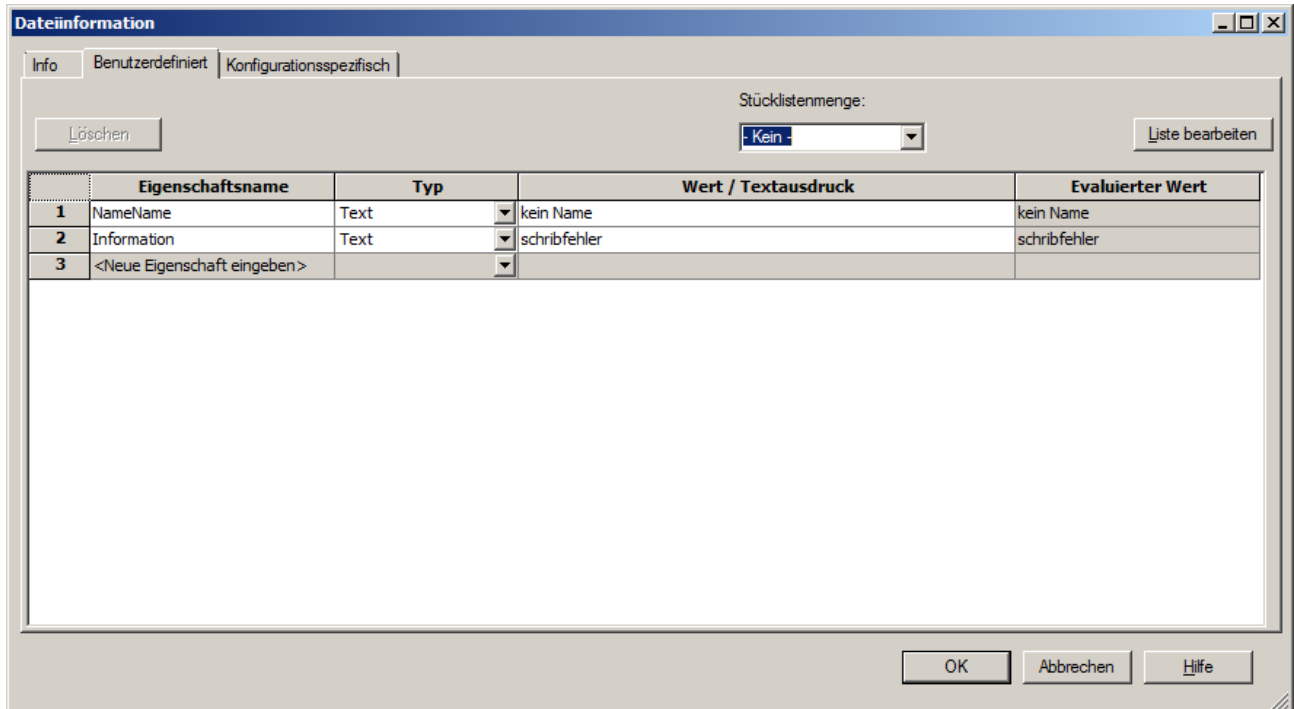 Dateiinformation
Info Benutzerdefiniert Konfigurationsspezifisch
Stücklistenmenge:
Löschen - Kein - Liste bearbeiten
Eigenschaftsname Typ Wert / Textausdruck Evaluierter Wert
1 NameName Text kein Name kein Name
2 Information Text schribfehler schribfehler
3 <Neue Eigenschaft eingeben>
OK Abbrechen Hilfe